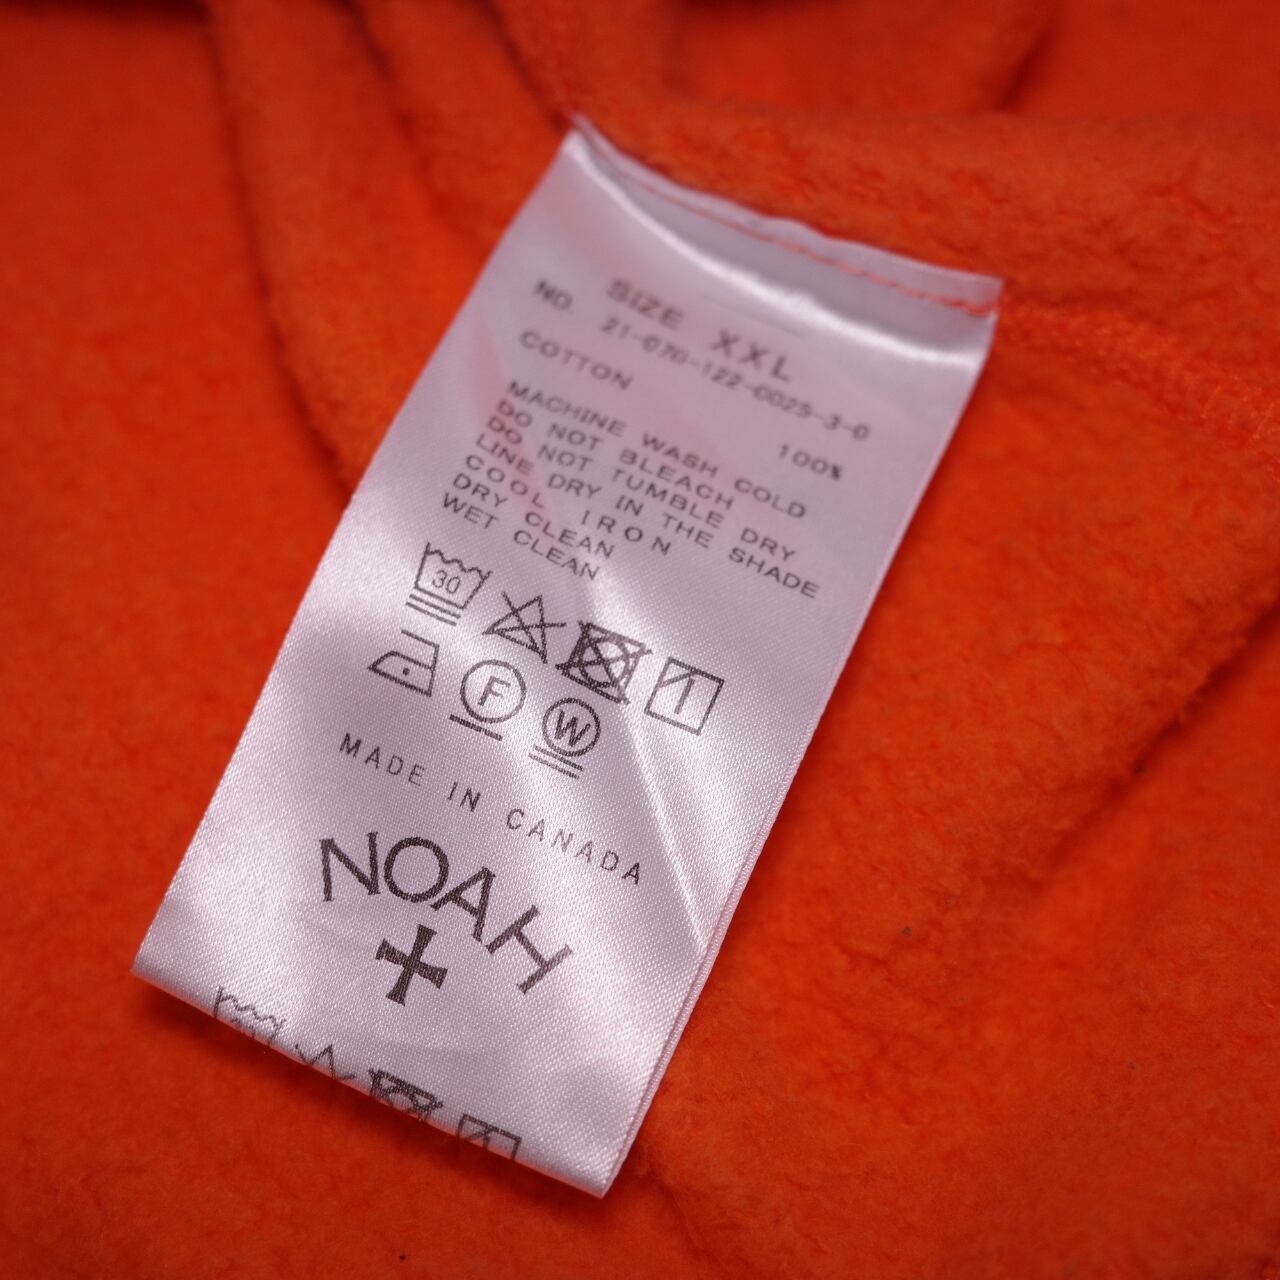 SIZE XXL
NO 21-070-122-0025-3-0
COTTON 100%
MACHINE WASH COLD
DO NOT BLEACH
DO NOT TUMBLE DRY
LINE DRY IN THE SHADE
COOL IRON
DRY CLEAN
WET CLEAN
30
F
W
MADE IN CANADA
NOAH